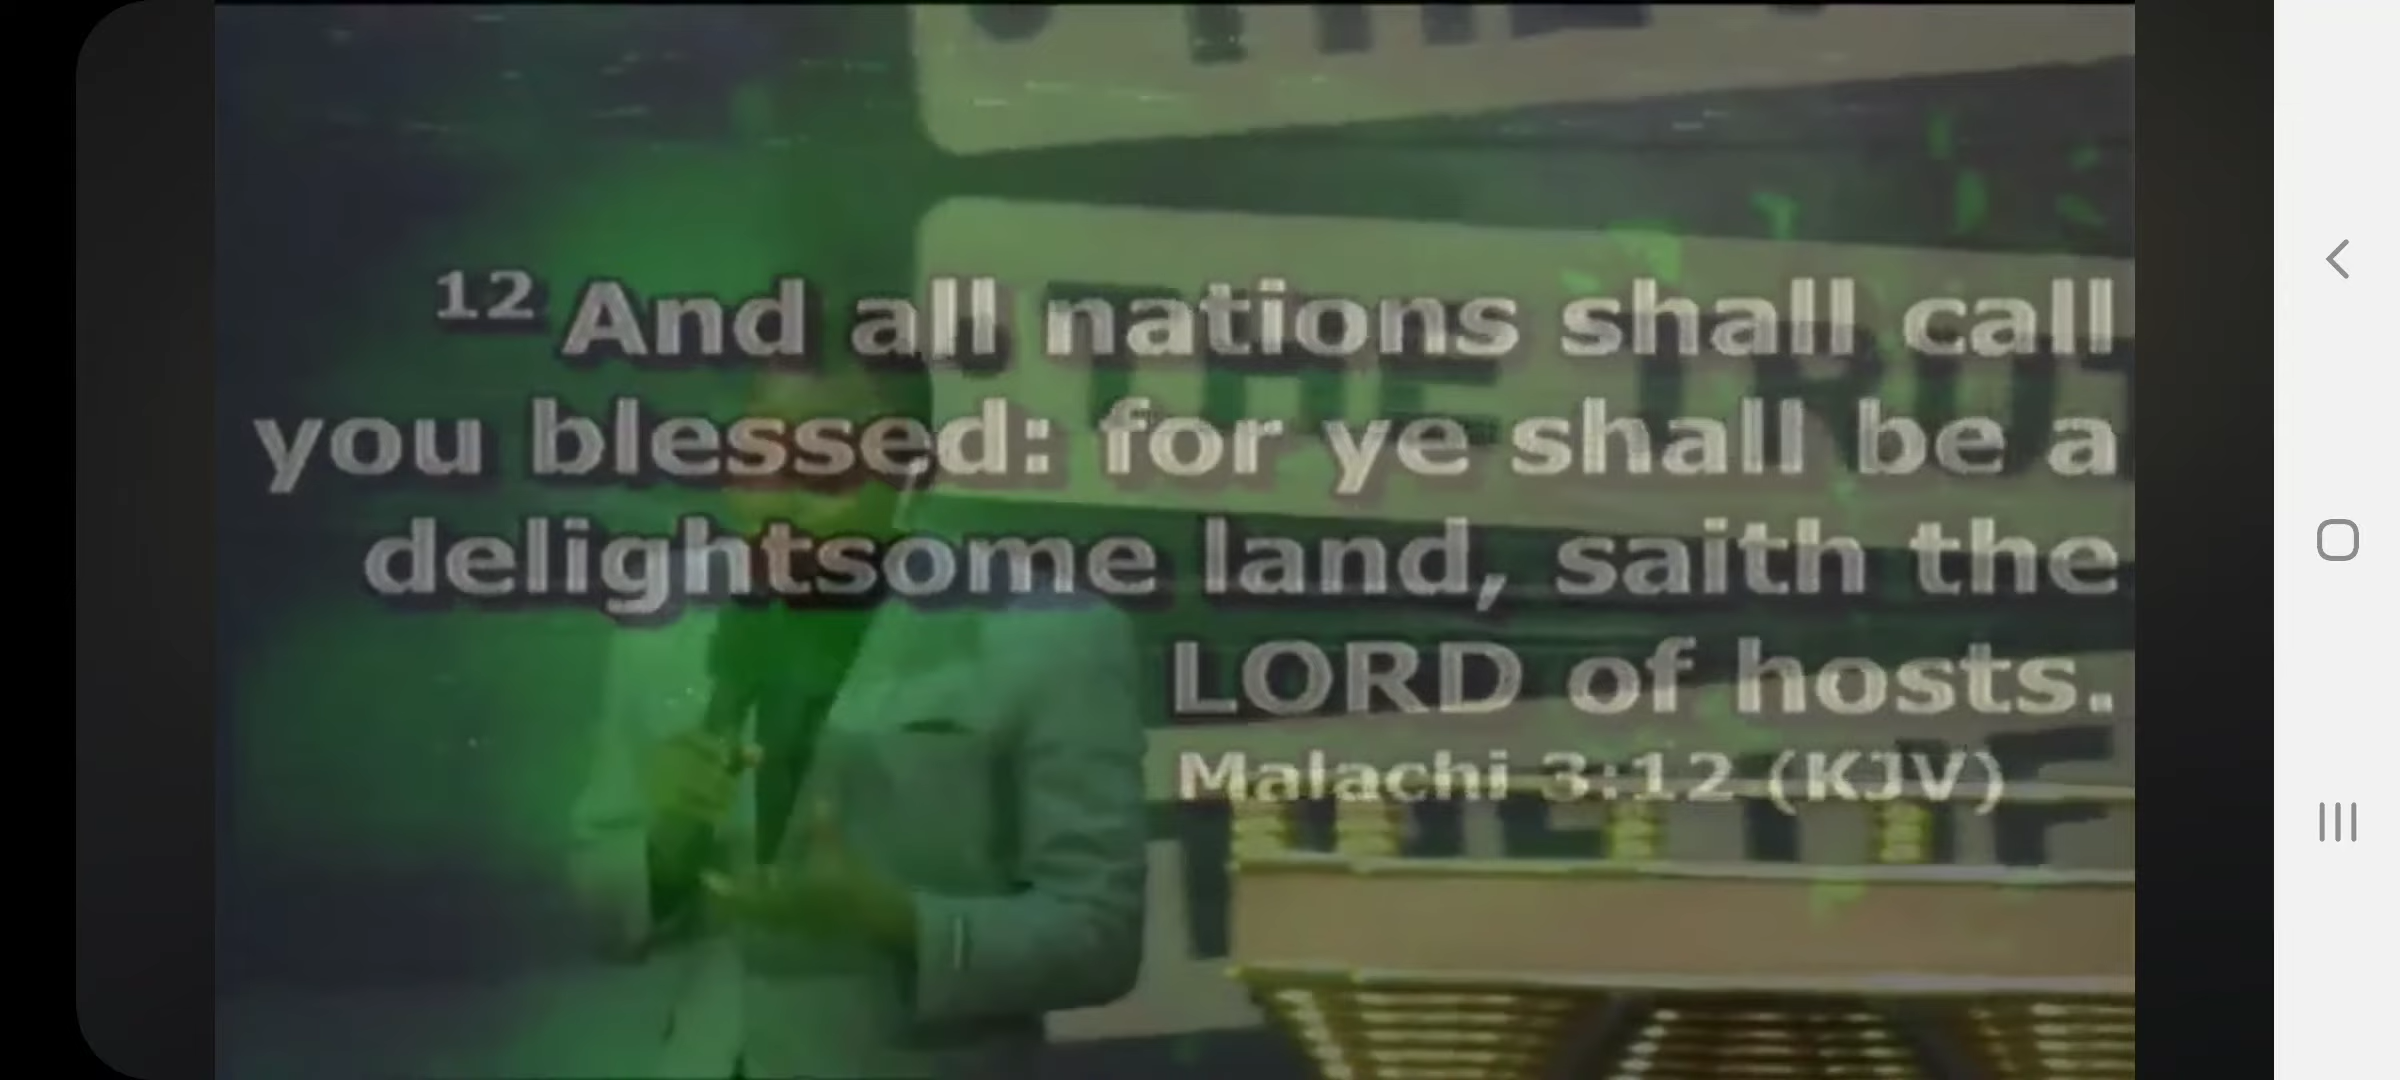 12 And all nations shall call
you blessed: for ye shall be a
delightsome land, saith the
LORD of hosts.
Malachi 3:12 (KJV)
THE